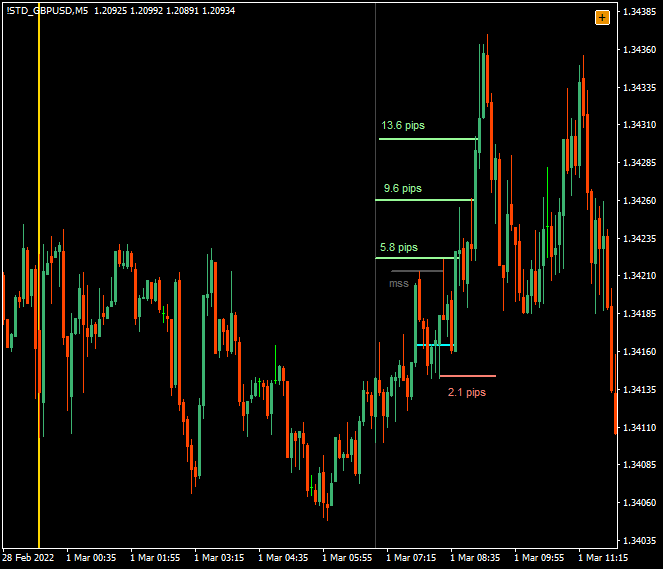 !STD_GBPUSD,M5 1.20925 1.20992 1.20891 1.20934
+
1.34385
1.34360
1.34335
13.6 pips
1.34310
1.34285
9.6 pips
1.34260
5.8 pips
1.34235
mss
1.34210
1.34185
1.34160
2.1 pips
1.34135
1.34110
1.34085
1.34060
1.34035
28 Feb 2022 1 Mar 00:35 1 Mar 01:55 1 Mar 03:15 1 Mar 04:35 1 Mar 05:55 1 Mar 07:15 1 Mar 08:35 1 Mar 09:55 1 Mar 11:15